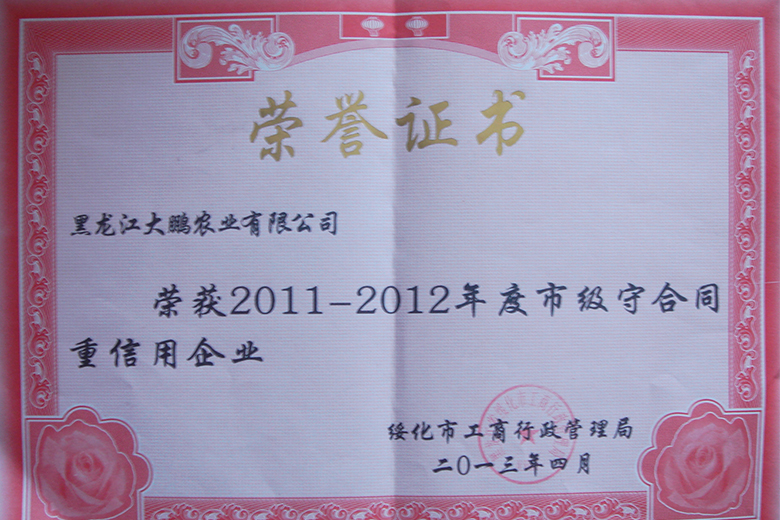 荣誉证书
黑龙江大鹏农业有限公司
荣获2011-2012年度市级守合同
重信用企业
绥化市工商行政管理局
二〇一三年四月